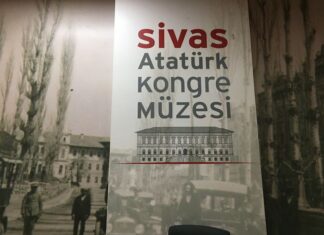 sivas
Atatürk
Kongre
Müzesi